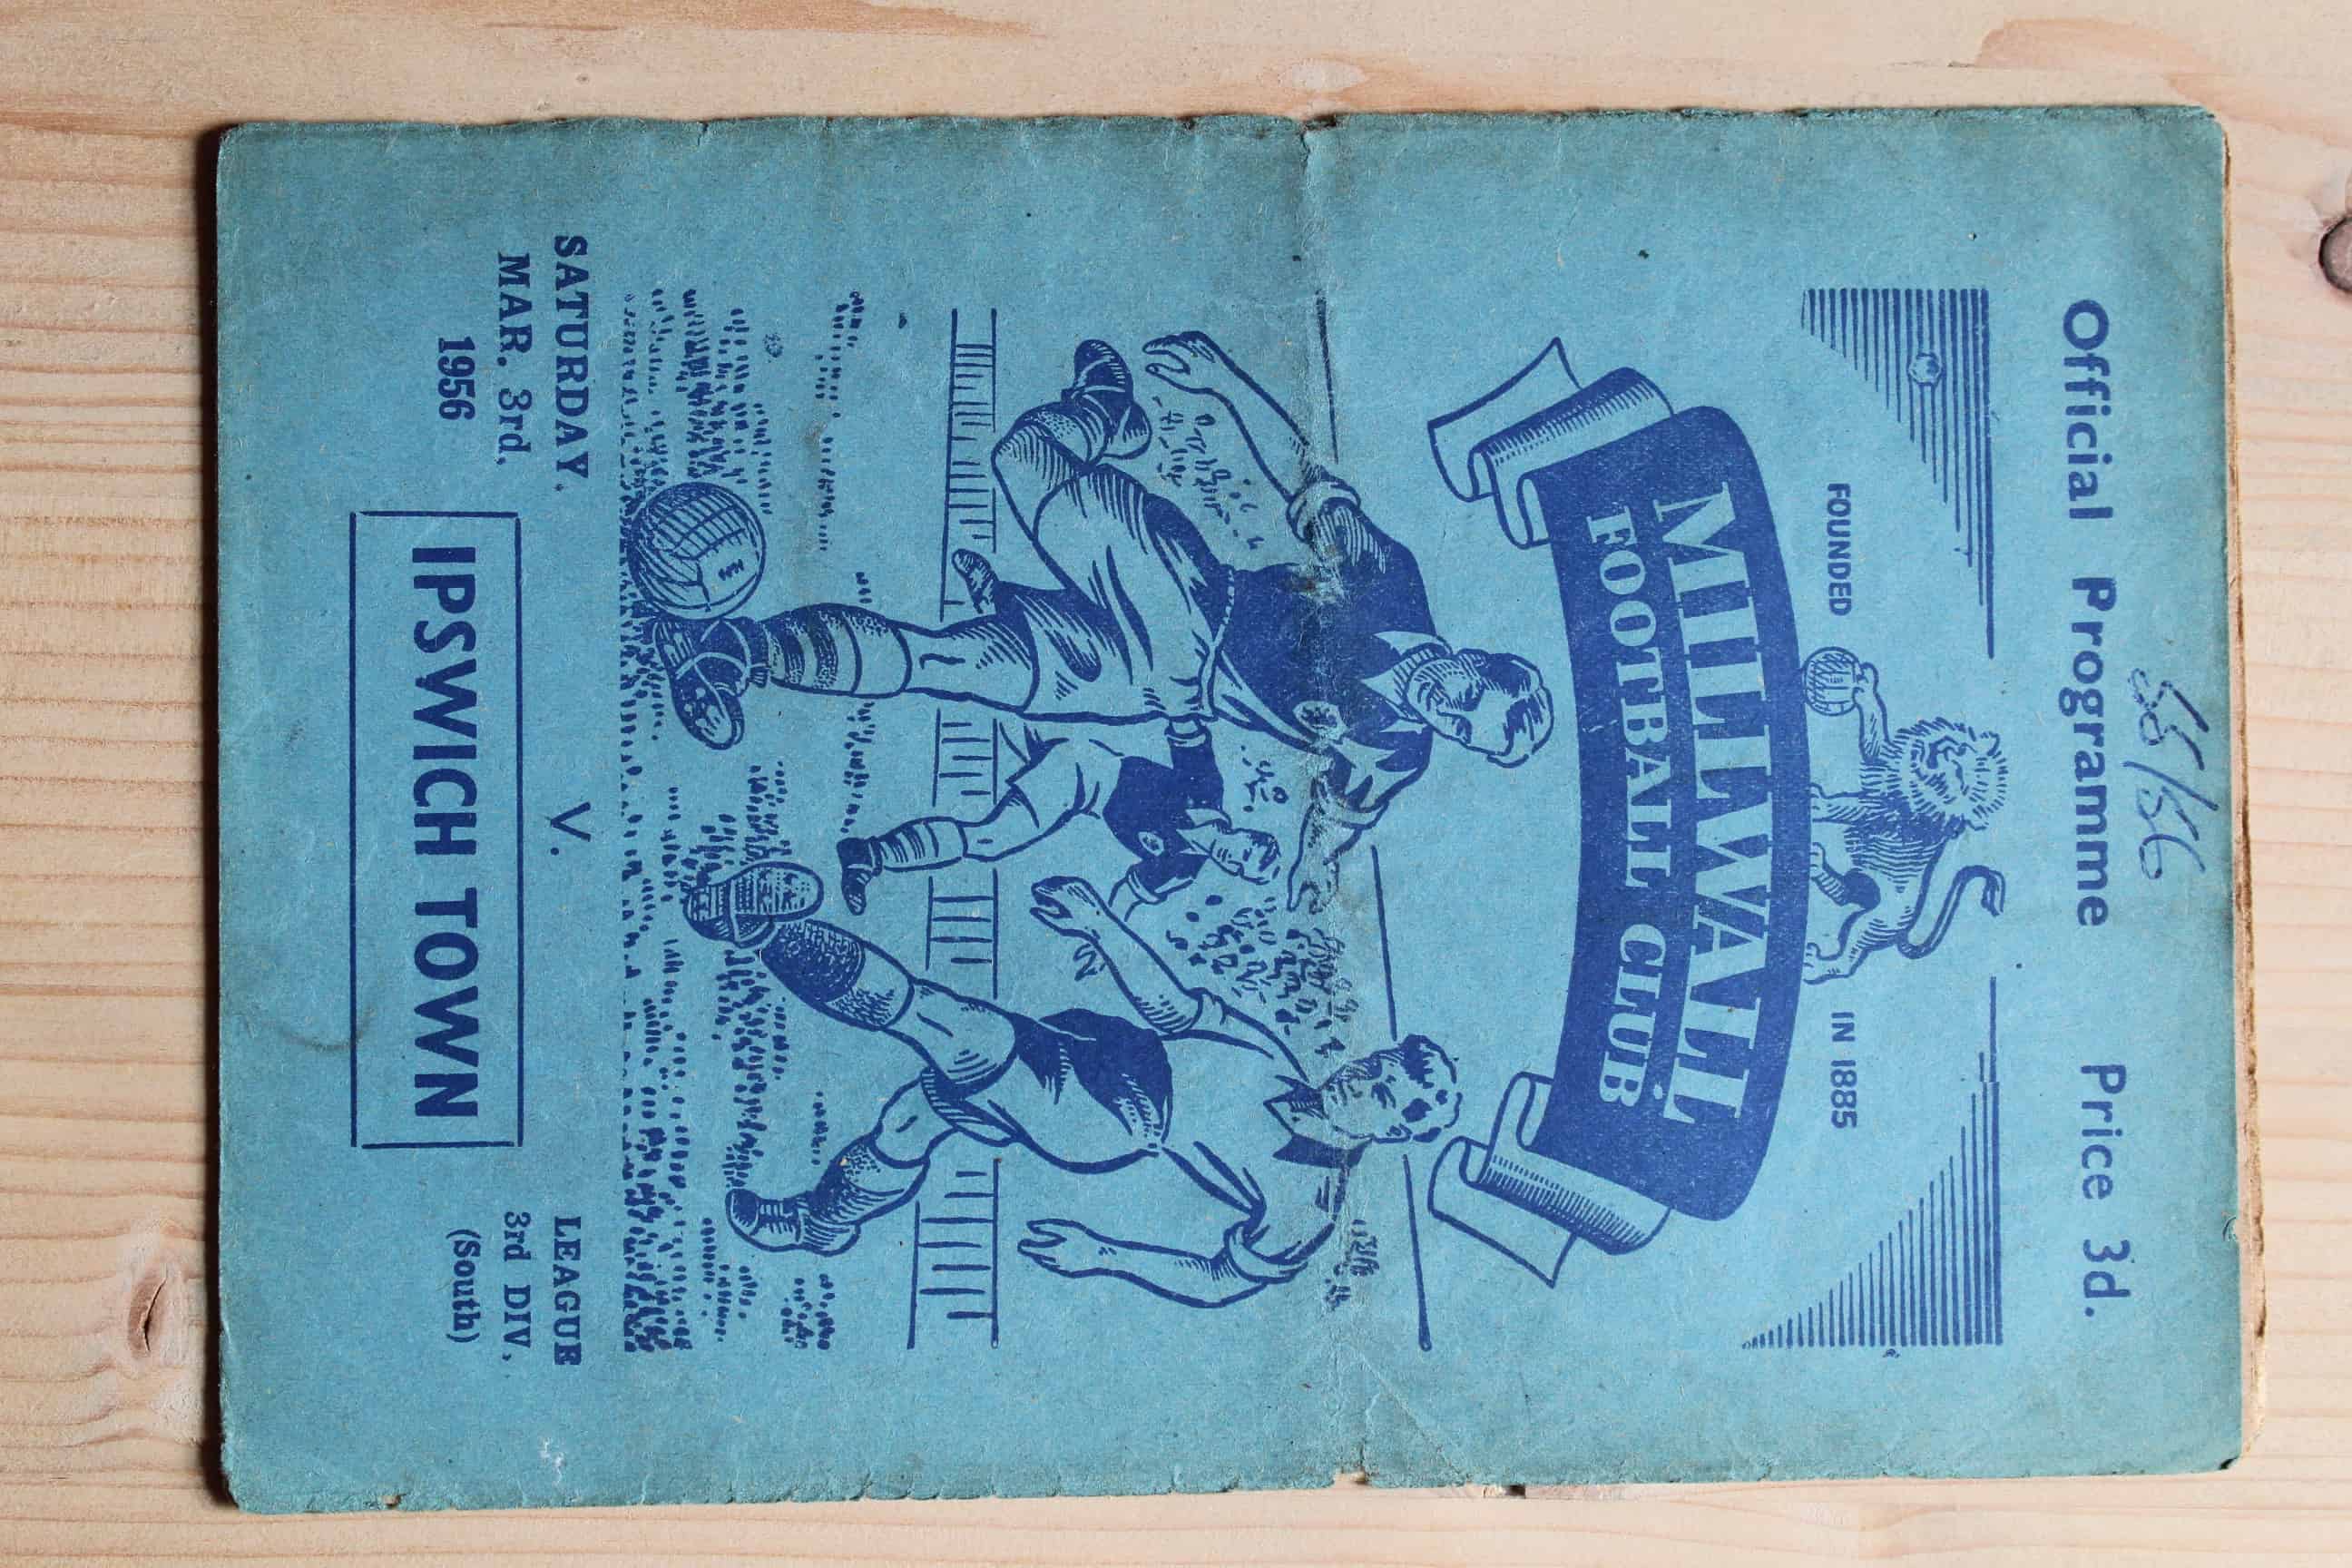 55/56
Official Programme Price 3d.
FOUNDED IN 1885
MILLWALL
FOOTBALL CLUB
SATURDAY, V. LEAGUE
MAR. 3rd, 3rd DIV.
1956 (South)
IPSWICH TOWN